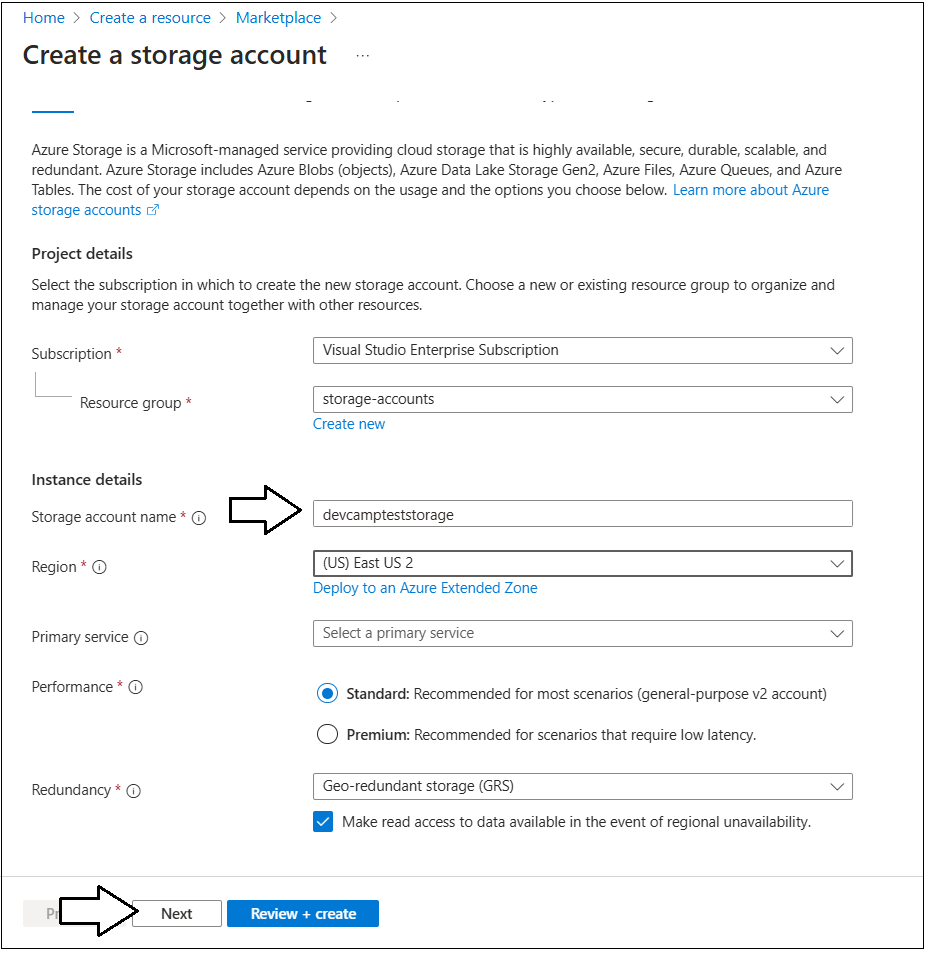 Home > Create a resource > Marketplace >
Create a storage account ...
Azure Storage is a Microsoft-managed service providing cloud storage that is highly available, secure, durable, scalable, and
redundant. Azure Storage includes Azure Blobs (objects), Azure Data Lake Storage Gen2, Azure Files, Azure Queues, and Azure
Tables. The cost of your storage account depends on the usage and the options you choose below. Learn more about Azure
storage accounts
Project details
Select the subscription in which to create the new storage account. Choose a new or existing resource group to organize and
manage your storage account together with other resources.
Subscription * Visual Studio Enterprise Subscription
Resource group * storage-accounts
Create new
Instance details
Storage account name * devcampteststorage
Region * (US) East US 2
Deploy to an Azure Extended Zone
Primary service Select a primary service
Performance * Standard: Recommended for most scenarios (general-purpose v2 account)
Premium: Recommended for scenarios that require low latency.
Redundancy * Geo-redundant storage (GRS)
Make read access to data available in the event of regional unavailability.
Next Review + create